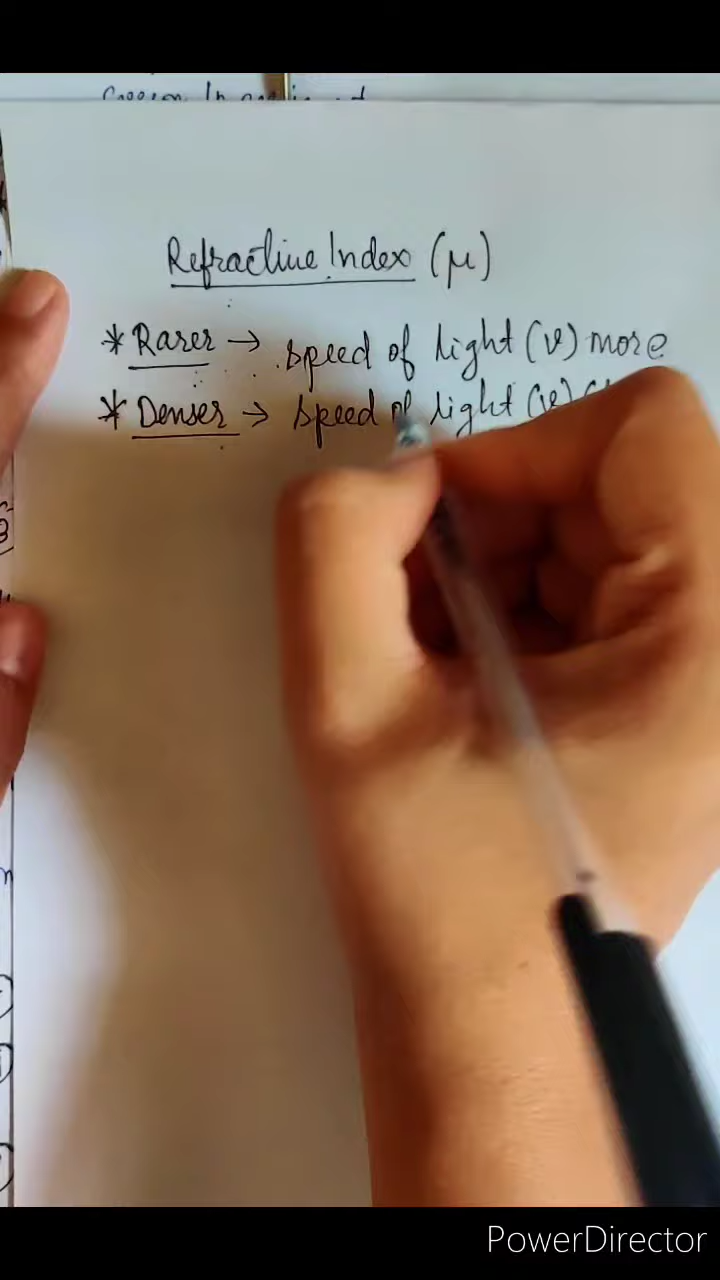 Refractive Index (μ)
* Rarer → speed of light (v) more
* Denser → speed of light (v)
PowerDirector